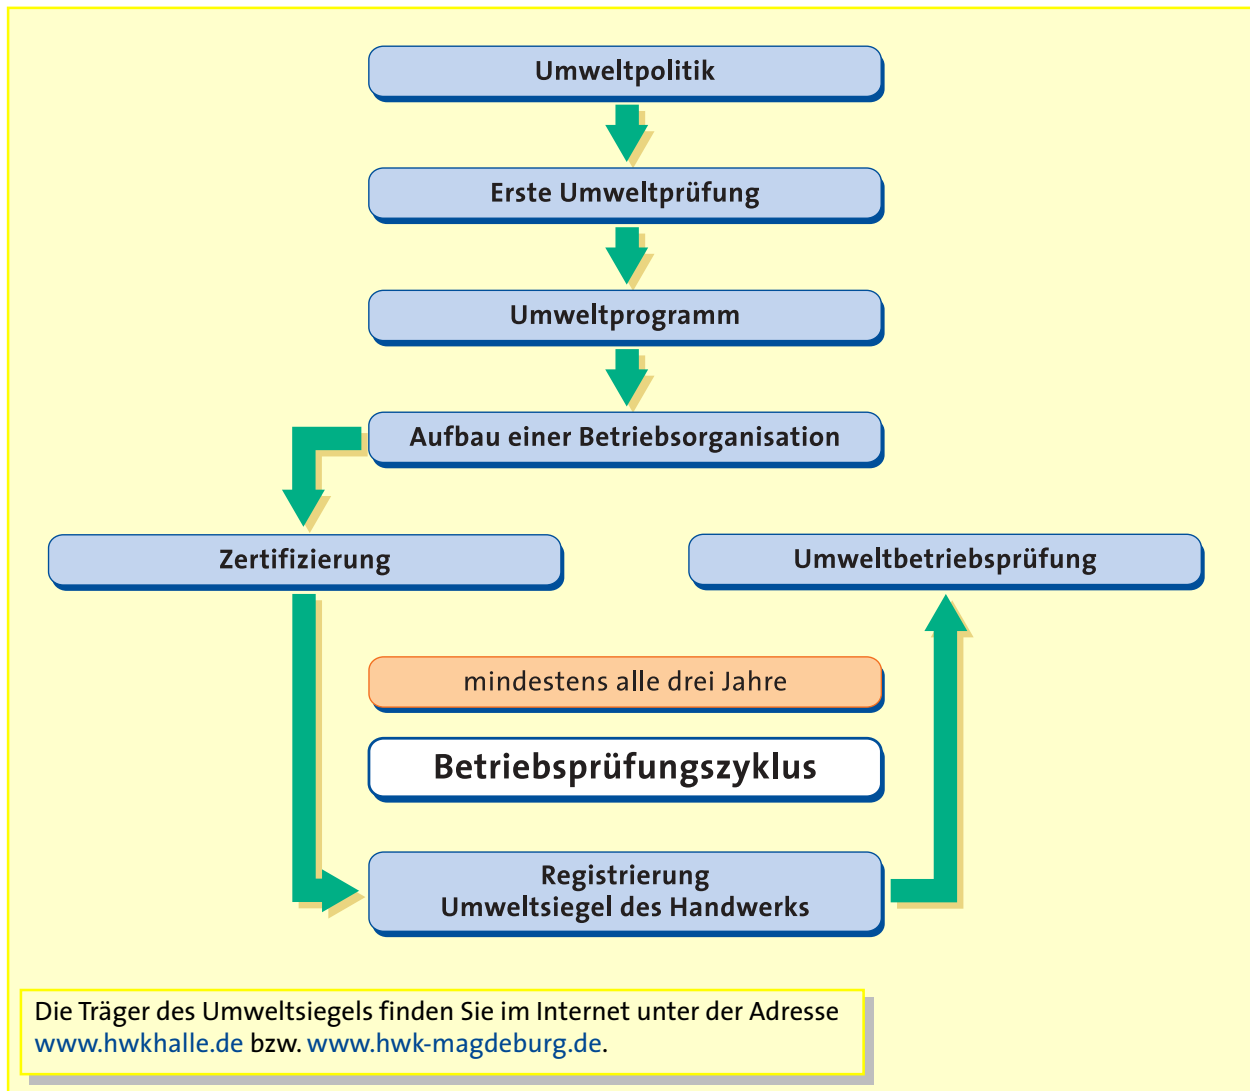 Umweltpolitik
Erste Umweltprüfung
Umweltprogramm
Aufbau einer Betriebsorganisation
Zertifizierung
Umweltbetriebsprüfung
mindestens alle drei Jahre
Betriebsprüfungszyklus
Registrierung
Umweltsiegel des Handwerks
Die Träger des Umweltsiegels finden Sie im Internet unter der Adresse
www.hwkhalle.de bzw. www.hwk-magdeburg.de.